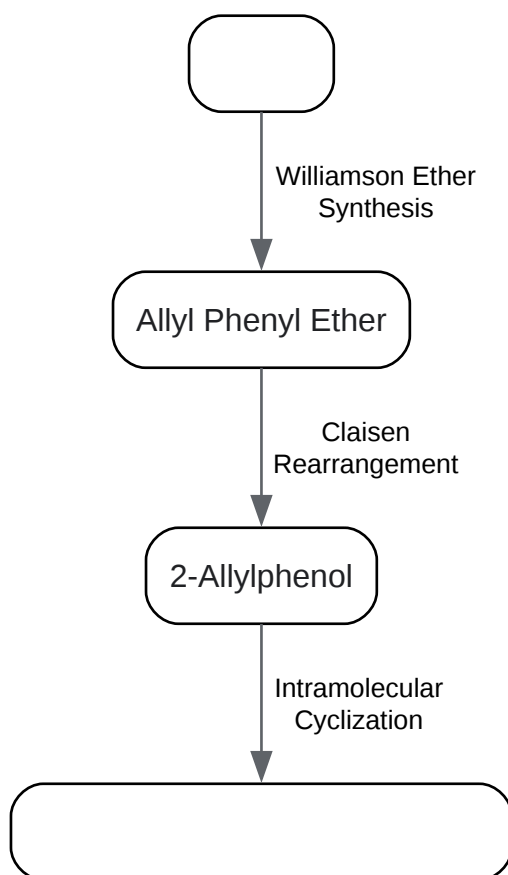 Williamson Ether
Synthesis
Allyl Phenyl Ether
Claisen
Rearrangement
2-Allylphenol
Intramolecular
Cyclization